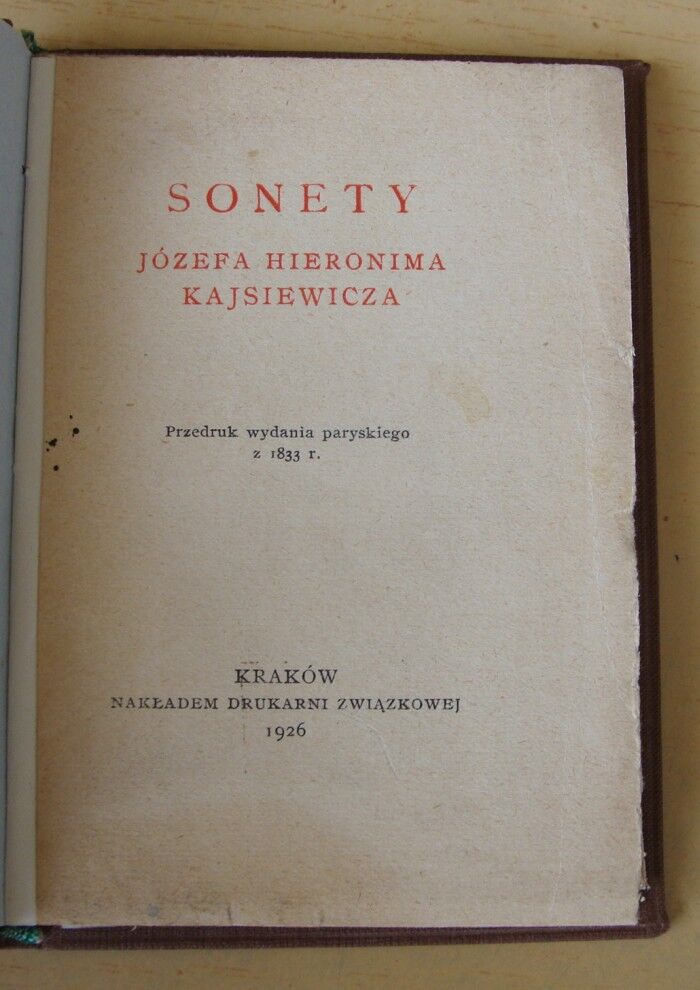 SONETY
JÓZEFA HIERONIMA
KAJSIEWICZA
Przedruk wydania paryskiego
z 1833 r.
KRAKÓW
NAKŁADEM DRUKARNI ZWIĄZKOWEJ
1926